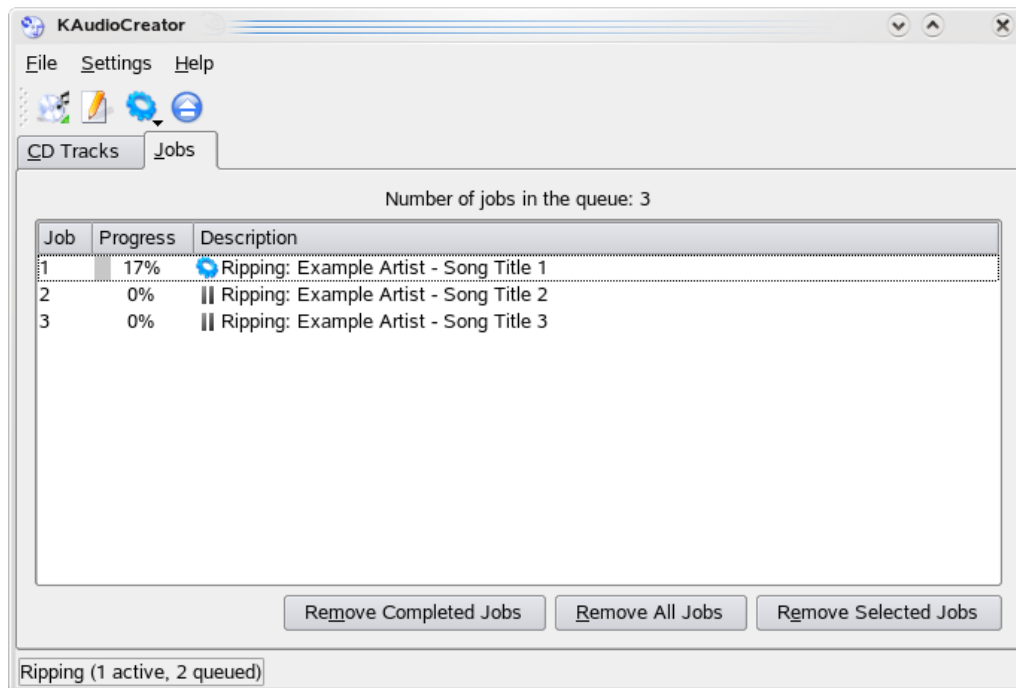 KAudioCreator
File Settings Help
CD Tracks Jobs
Number of jobs in the queue: 3
Job Progress Description
1 17% Ripping: Example Artist - Song Title 1
2 0% Ripping: Example Artist - Song Title 2
3 0% Ripping: Example Artist - Song Title 3
Remove Completed Jobs Remove All Jobs Remove Selected Jobs
Ripping (1 active, 2 queued)